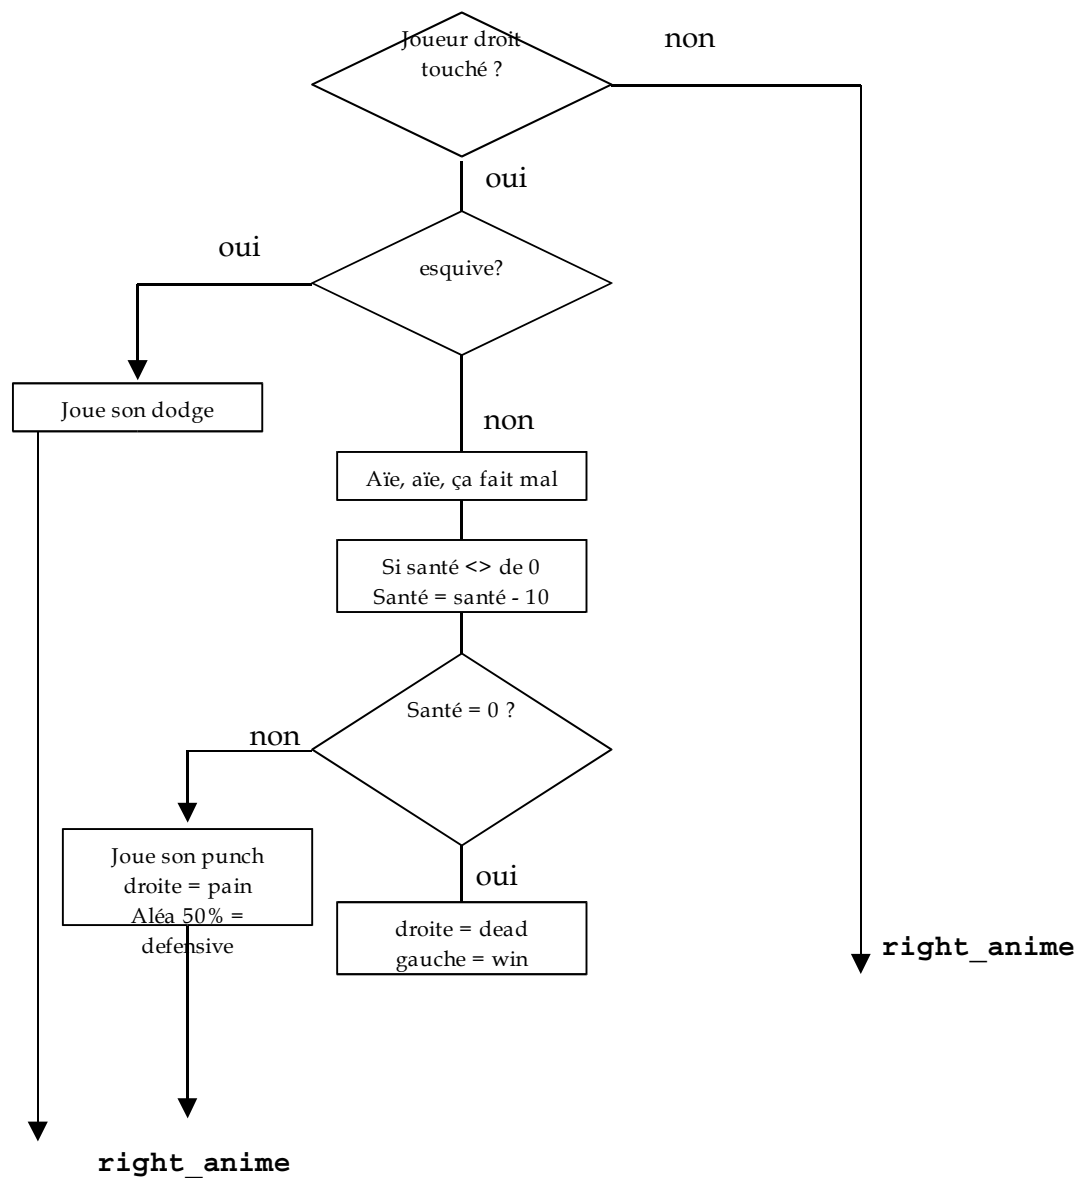 Joueur droit
touché ?
non
oui
oui
esquive?
Joue son dodge
non
Aïe, aïe, ça fait mal
Si santé <> de 0
Santé = santé - 10
Santé = 0 ?
non
Joue son punch
droite = pain
Aléa 50% =
defensive
oui
droite = dead
gauche = win
right_anime
right_anime